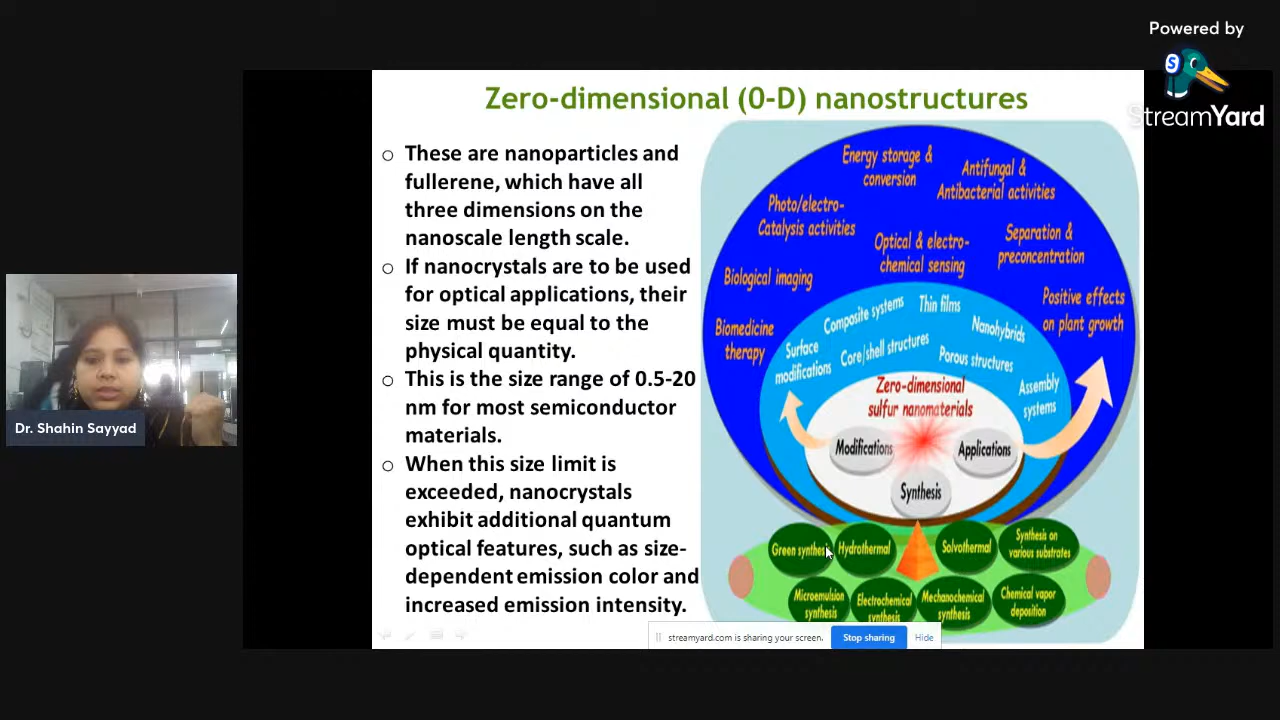 Powered by
StreamYard
Zero-dimensional (0-D) nanostructures
o These are nanoparticles and
fullerene, which have all
three dimensions on the
nanoscale length scale.
o If nanocrystals are to be used
for optical applications, their
size must be equal to the
physical quantity.
o This is the size range of 0.5-20
nm for most semiconductor
materials.
o When this size limit is
exceeded, nanocrystals
exhibit additional quantum
optical features, such as size-
dependent emission color and
increased emission intensity.
Energy storage &
conversion
Antifungal &
Antibacterial activities
Photo/electro-
Catalysis activities
Optical & electro-
chemical sensing
Separation &
preconcentration
Biological imaging
Positive effects
on plant growth
Biomedicine
therapy
Composite systems
Thin films
Nanohybrids
Surface
modifications
Core/shell structures
Porous structures
Assembly
systems
Zero-dimensional
sulfur nanomaterials
Modifications
Applications
Synthesis
Green synthesis
Hydrothermal
Solvothermal
Synthesis on
various substrates
Microemulsion
synthesis
Electrochemical
synthesis
Mechanochemical
synthesis
Chemical vapor
deposition
Dr. Shahin Sayyad
streamyard.com is sharing your screen.
Stop sharing
Hide